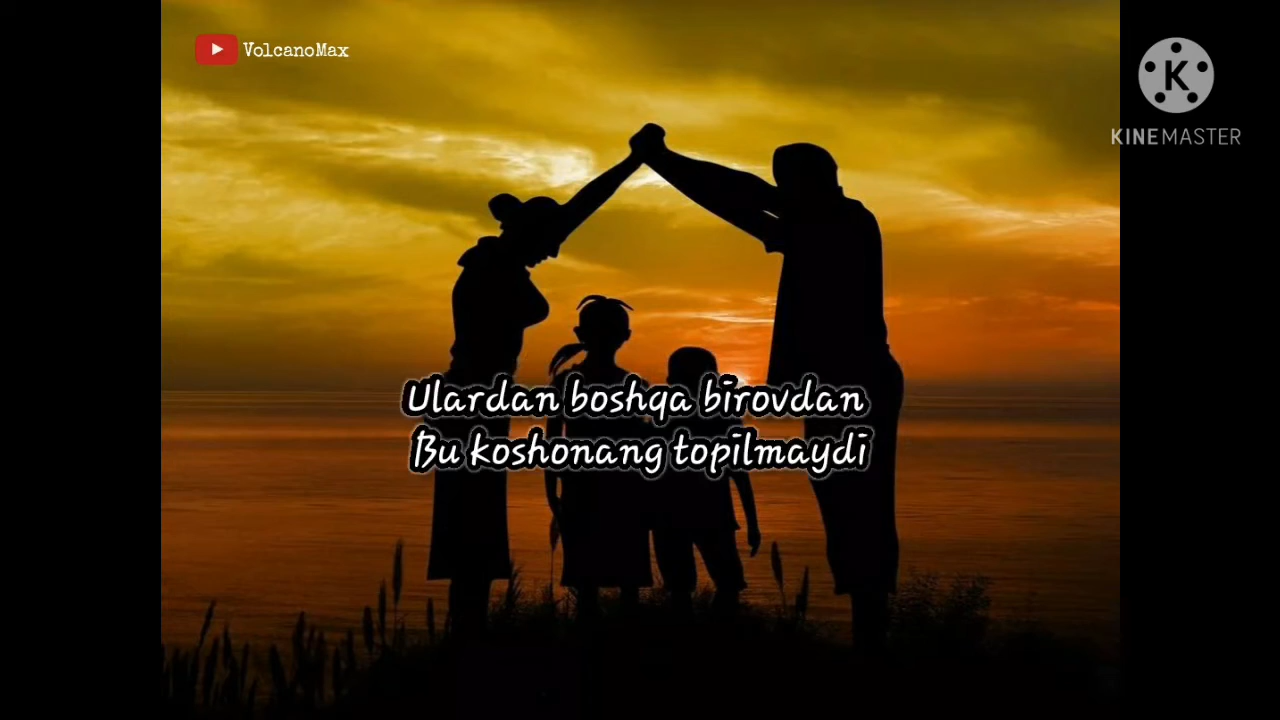 VolcanoMax
KINEMASTER
Ulardan boshqa birovdan
Bu koshonang topilmaydi